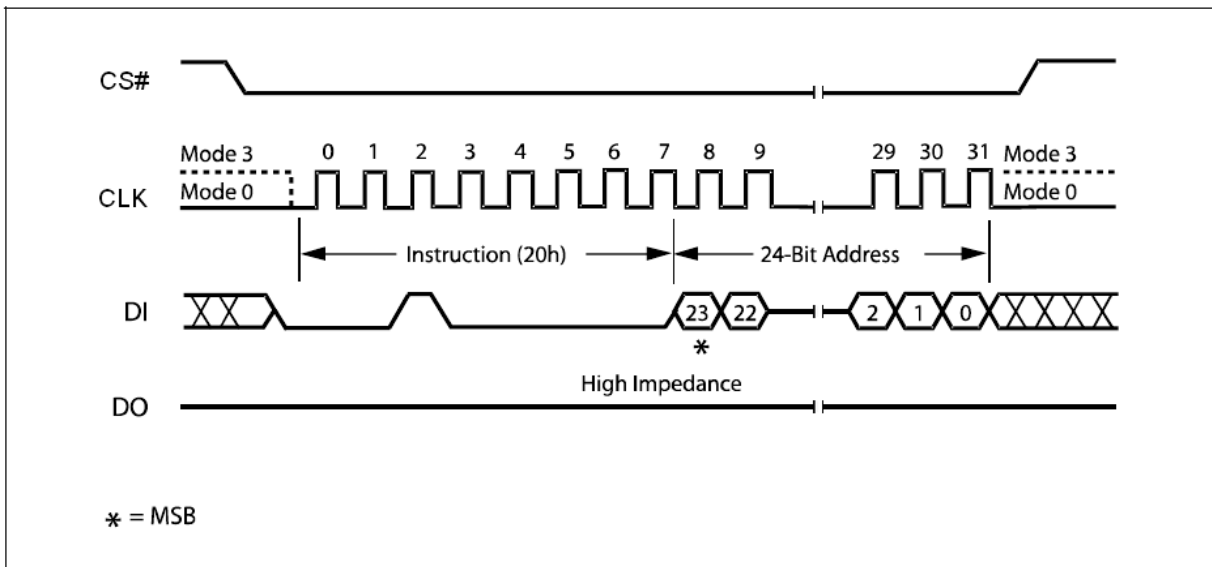 CS#
Mode 3 0 1 2 3 4 5 6 7 8 9 29 30 31 Mode 3
CLK Mode 0 Mode 0
Instruction (20h) 24-Bit Address
DI 23 22 2 1 0
*
High Impedance
DO
* = MSB